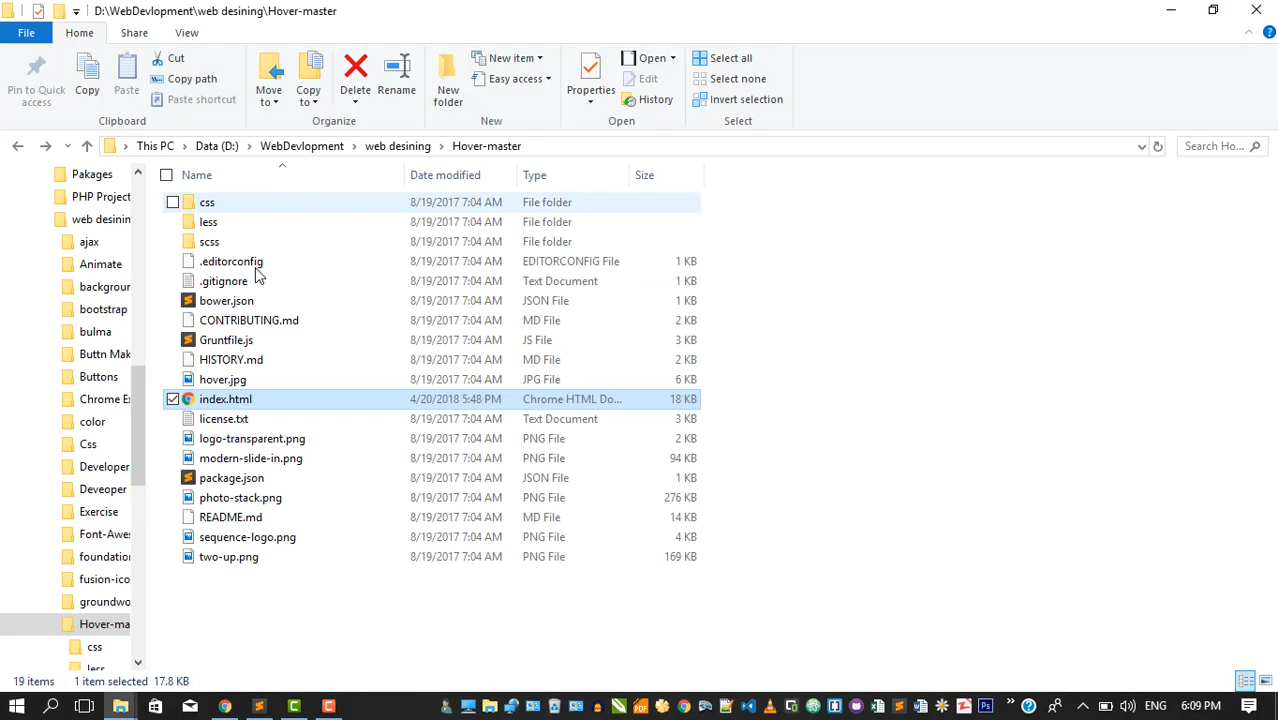 D:\WebDevlopment\web desining\Hover-master
File Home Share View
Pin to Quick access
Copy
Paste
Cut
Copy path
Paste shortcut
Clipboard
Move to
Copy to
Delete
Rename
Organize
New folder
New item
Easy access
New
Properties
Open
Edit
History
Open
Select all
Select none
Invert selection
Select
This PC Data (D:) WebDevlopment web desining Hover-master
Search Ho...
Pakages
PHP Project
web desinin
ajax
Animate
backgrour
bootstrap
bulma
Buttn Mak
Buttons
Chrome Ex
color
Css
Developer
Deveoper
Exercise
Font-Awes
foundation
fusion-ico
groundwo
Hover-ma
css
less
Name Date modified Type Size
css 8/19/2017 7:04 AM File folder
less 8/19/2017 7:04 AM File folder
scss 8/19/2017 7:04 AM File folder
.editorconfig 8/19/2017 7:04 AM EDITORCONFIG File 1 KB
.gitignore 8/19/2017 7:04 AM Text Document 1 KB
bower.json 8/19/2017 7:04 AM JSON File 1 KB
CONTRIBUTING.md 8/19/2017 7:04 AM MD File 2 KB
Gruntfile.js 8/19/2017 7:04 AM JS File 3 KB
HISTORY.md 8/19/2017 7:04 AM MD File 2 KB
hover.jpg 8/19/2017 7:04 AM JPG File 6 KB
index.html 4/20/2018 5:48 PM Chrome HTML Do... 18 KB
license.txt 8/19/2017 7:04 AM Text Document 3 KB
logo-transparent.png 8/19/2017 7:04 AM PNG File 2 KB
modern-slide-in.png 8/19/2017 7:04 AM PNG File 94 KB
package.json 8/19/2017 7:04 AM JSON File 1 KB
photo-stack.png 8/19/2017 7:04 AM PNG File 276 KB
README.md 8/19/2017 7:04 AM MD File 14 KB
sequence-logo.png 8/19/2017 7:04 AM PNG File 4 KB
two-up.png 8/19/2017 7:04 AM PNG File 169 KB
19 items 1 item selected 17.8 KB
ENG 6:09 PM